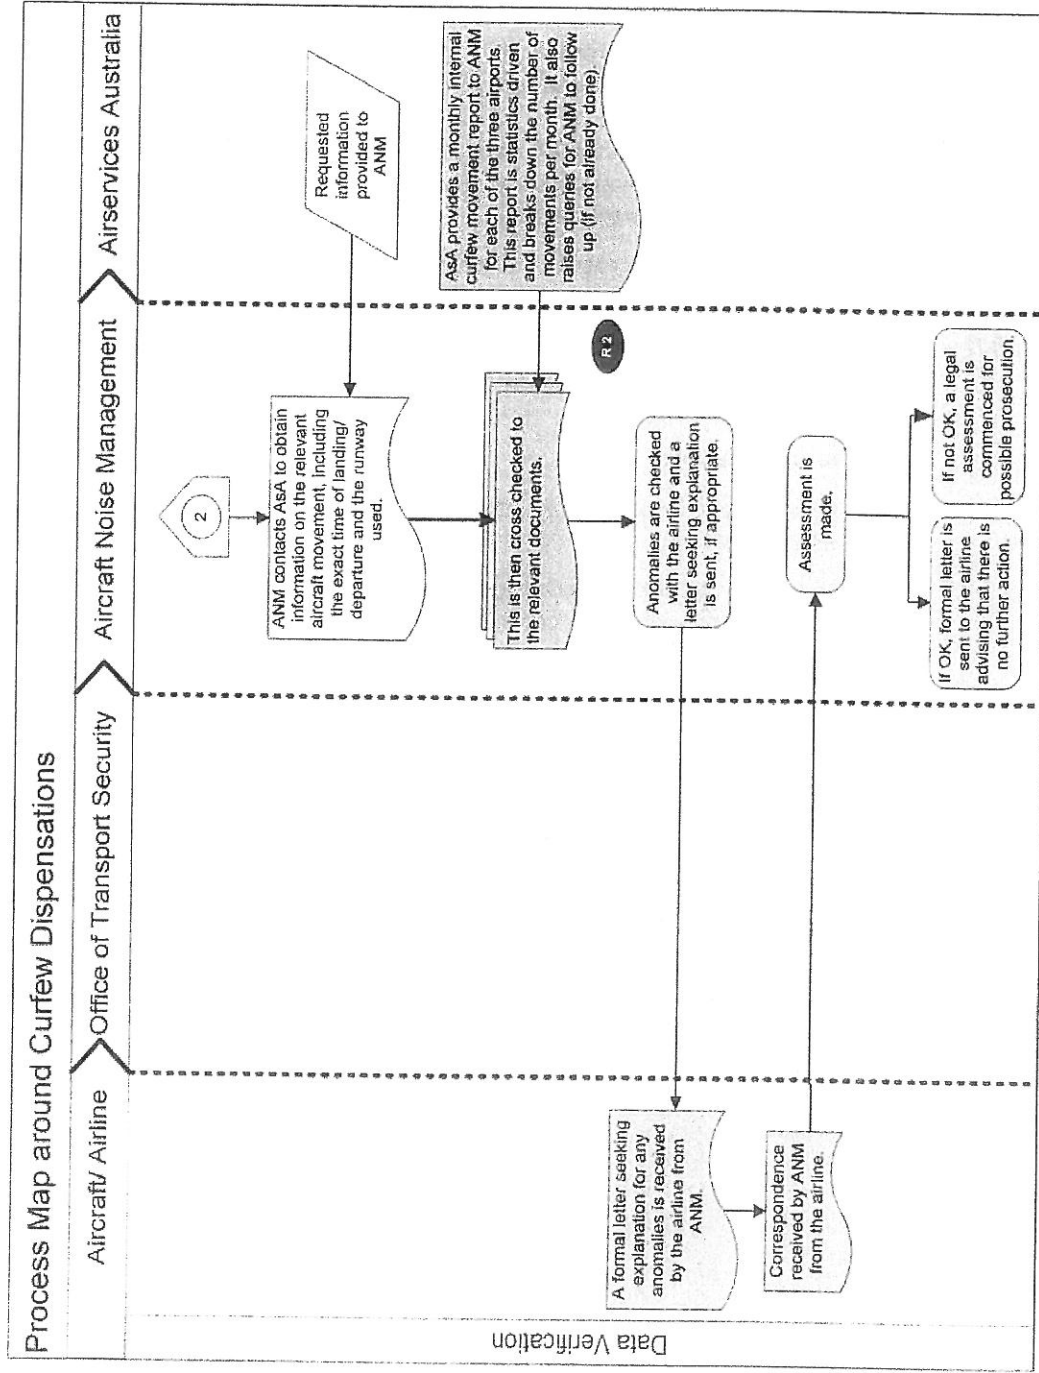 Process Map around Curfew Dispensations
Aircraft/ Airline
Office of Transport Security
Aircraft Noise Management
Airservices Australia
Data Verification
2
ANM contacts AsA to obtain
information on the relevant
aircraft movement, including
the exact time of landing/
departure and the runway
used.
Requested
information
provided to
ANM
This is then cross checked to
the relevant documents.
AsA provides a monthly internal
curfew movement report to ANM
for each of the three airports.
This report is statistics driven
and breaks down the number of
movements per month. It also
raises queries for ANM to follow
up (if not already done).
R 2
Anomalies are checked
with the airline and a
letter seeking explanation
is sent, if appropriate.
A formal letter seeking
explanation for any
anomalies is received
by the airline from
ANM.
Correspondence
received by ANM
from the airline.
Assessment is
made.
If OK, formal letter is
sent to the airline
advising that there is
no further action.
If not OK, a legal
assessment is
commenced for
possible prosecution.